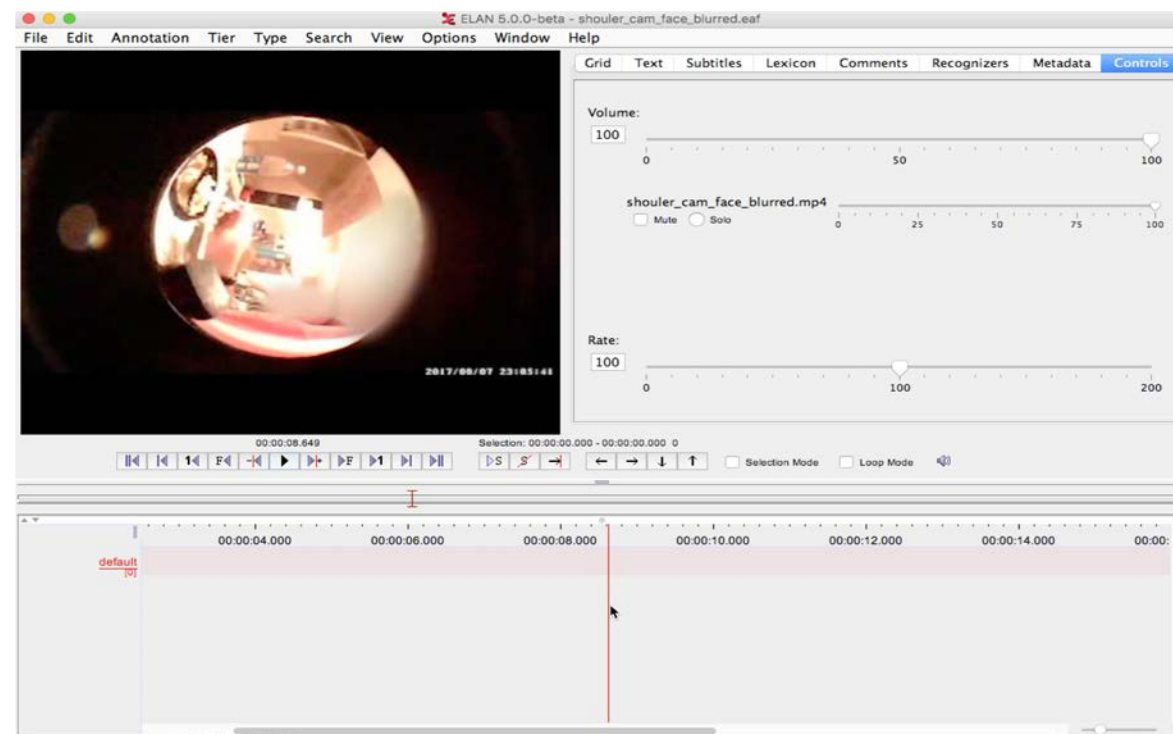 ELAN 5.0.0-beta - shouler_cam_face_blurred.eaf
File Edit Annotation Tier Type Search View Options Window Help
Grid Text Subtitles Lexicon Comments Recognizers Metadata Controls
Volume:
100
0 50 100
shouler_cam_face_blurred.mp4
Mute Solo
0 25 50 75 100
Rate:
100
0 100 200
2017/08/07 23:05:41
00:00:08.649 Selection: 00:00:00.000 - 00:00:00.000 0
1 F F 1 S S Selection Mode Loop Mode
00:00:04.000 00:00:06.000 00:00:08.000 00:00:10.000 00:00:12.000 00:00:14.000 00:00:
default
[0]